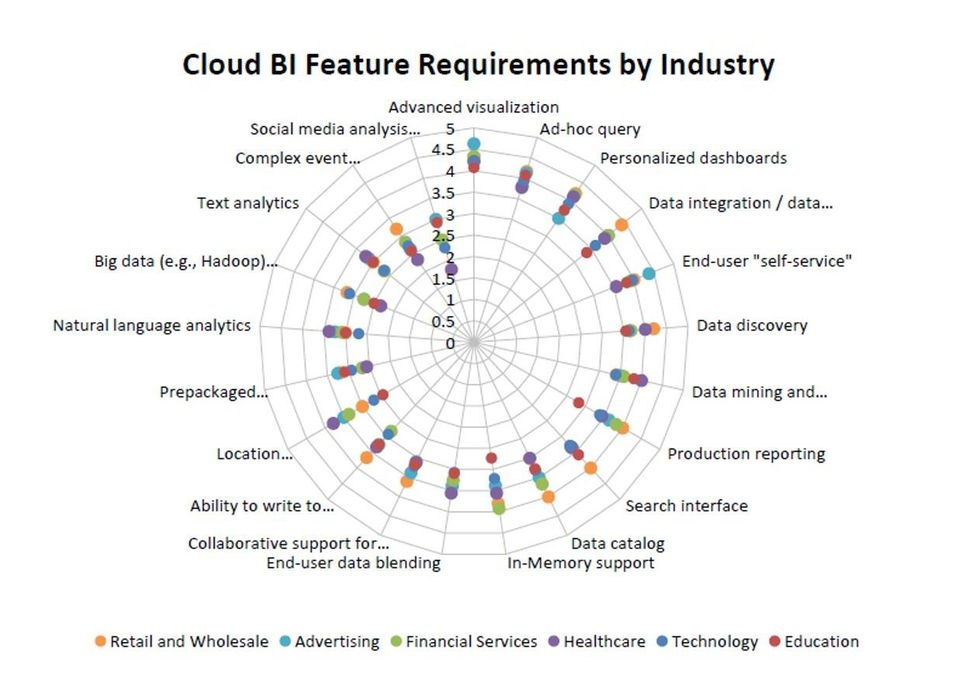 Cloud BI Feature Requirements by Industry
Advanced visualization
Social media analysis...
5
Ad-hoc query
Complex event...
4.5
Personalized dashboards
4
Text analytics
3.5
Data integration / data...
3
Big data (e.g., Hadoop)...
2.5
End-user "self-service"
2
1.5
1
Natural language analytics
0.5
Data discovery
0
Prepackaged...
Data mining and...
Location...
Production reporting
Ability to write to...
Search interface
Collaborative support for...
Data catalog
End-user data blending
In-Memory support
Retail and Wholesale Advertising Financial Services Healthcare Technology Education